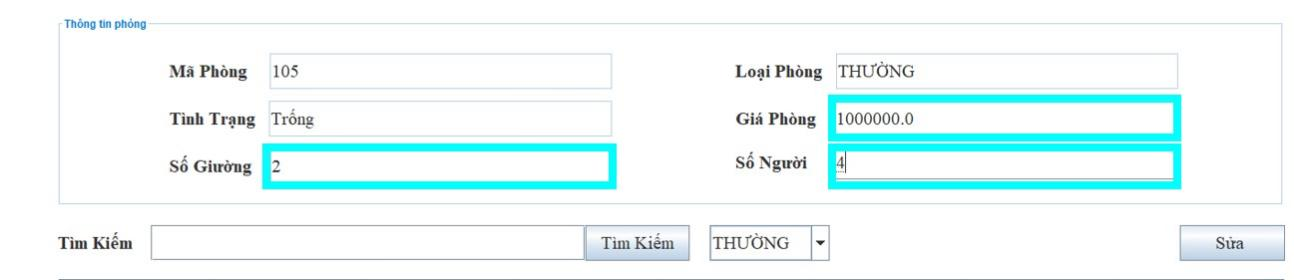 Thông tin phòng
Mã Phòng 105 Loại Phòng THƯỜNG
Tình Trạng Trống Giá Phòng 1000000.0
Số Giường 2 Số Người 4
Tìm Kiếm Tìm Kiếm THƯỜNG Sửa